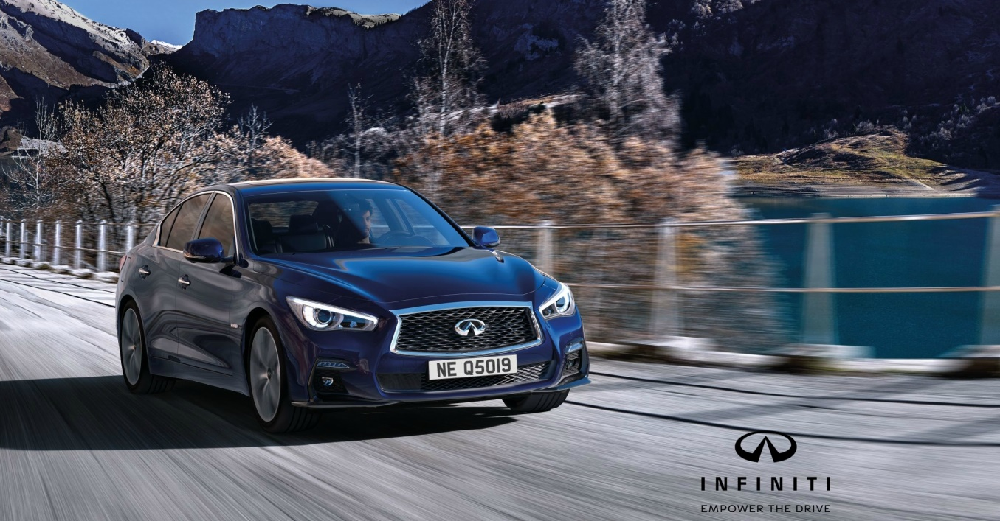 NE Q5019
INFINITI
EMPOWER THE DRIVE